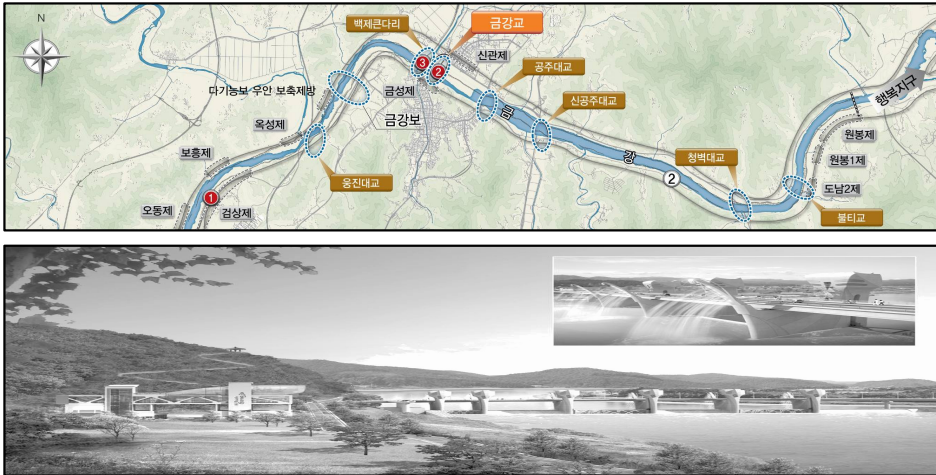 N
백제큰다리
금강교
신관제
3
2
공주대교
다기능보 우안 보축제방
금성제
금강보
신공주대교
금
강
행복지구
옥성제
보흥제
원봉제
원봉1제
청벽대교
2
도남2제
웅진대교
1
오동제
검상제
불티교